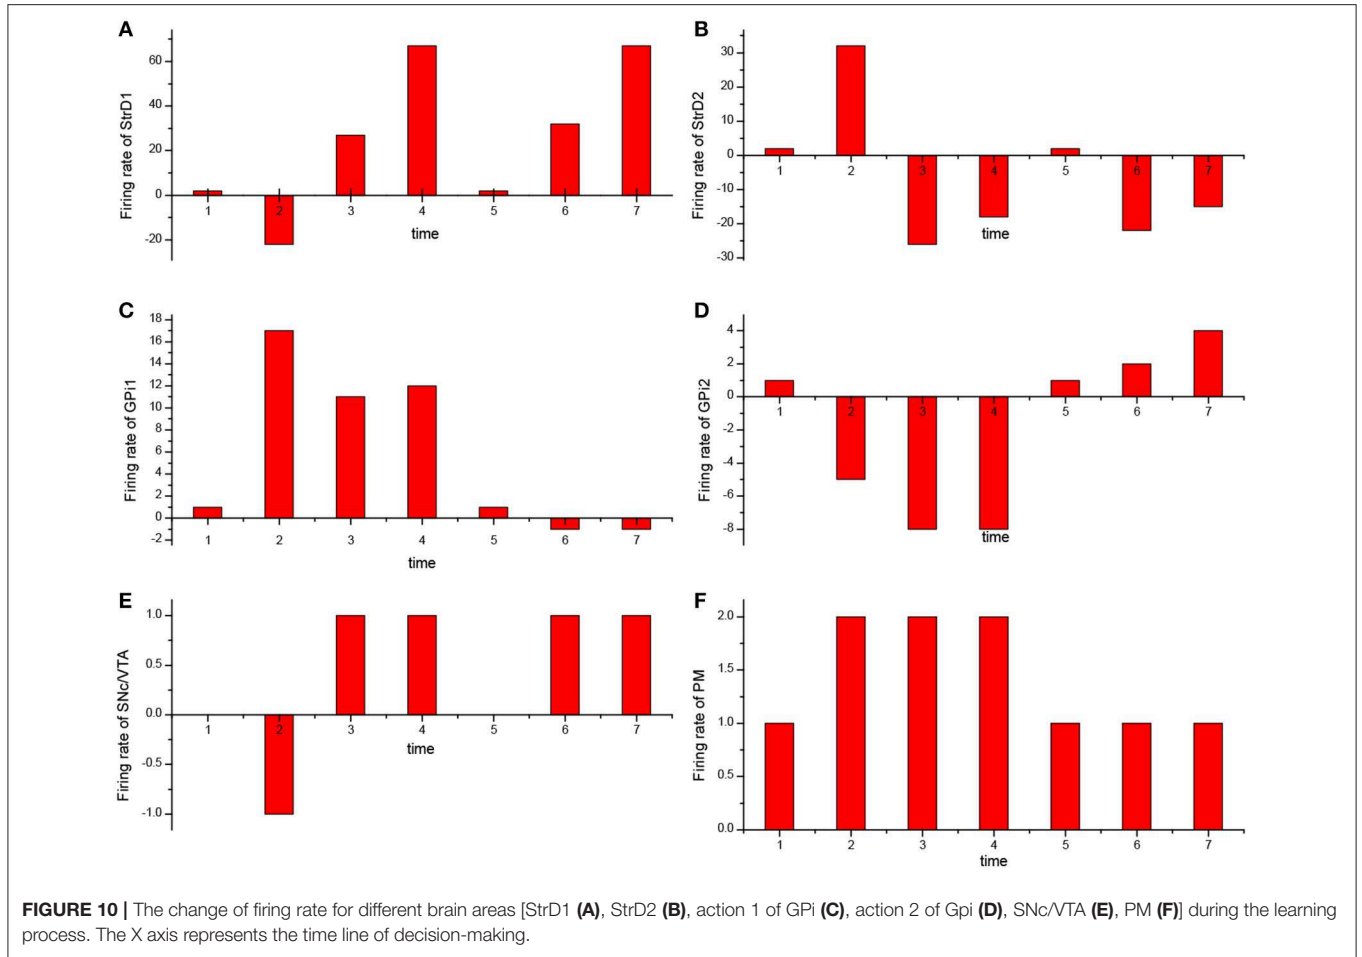 A
Firing rate of StrD1
60
40
20
0
-20
1 2 3 4 5 6 7
time
B
Firing rate of StrD2
30
20
10
0
-10
-20
-30
1 2 3 4 5 6 7
time
C
Firing rate of GPi1
18
16
14
12
10
8
6
4
2
0
-2
1 2 3 4 5 6 7
time
D
Firing rate of GPi2
4
2
0
-2
-4
-6
-8
1 2 3 4 5 6 7
time
E
Firing rate of SNc/VTA
1.0
0.5
0.0
-0.5
-1.0
1 2 3 4 5 6 7
time
F
Firing rate of PM
2.0
1.5
1.0
0.5
0.0
1 2 3 4 5 6 7
time
FIGURE 10 | The change of firing rate for different brain areas [StrD1 (A), StrD2 (B), action 1 of GPi (C), action 2 of Gpi (D), SNc/VTA (E), PM (F)] during the learning
process. The X axis represents the time line of decision-making.